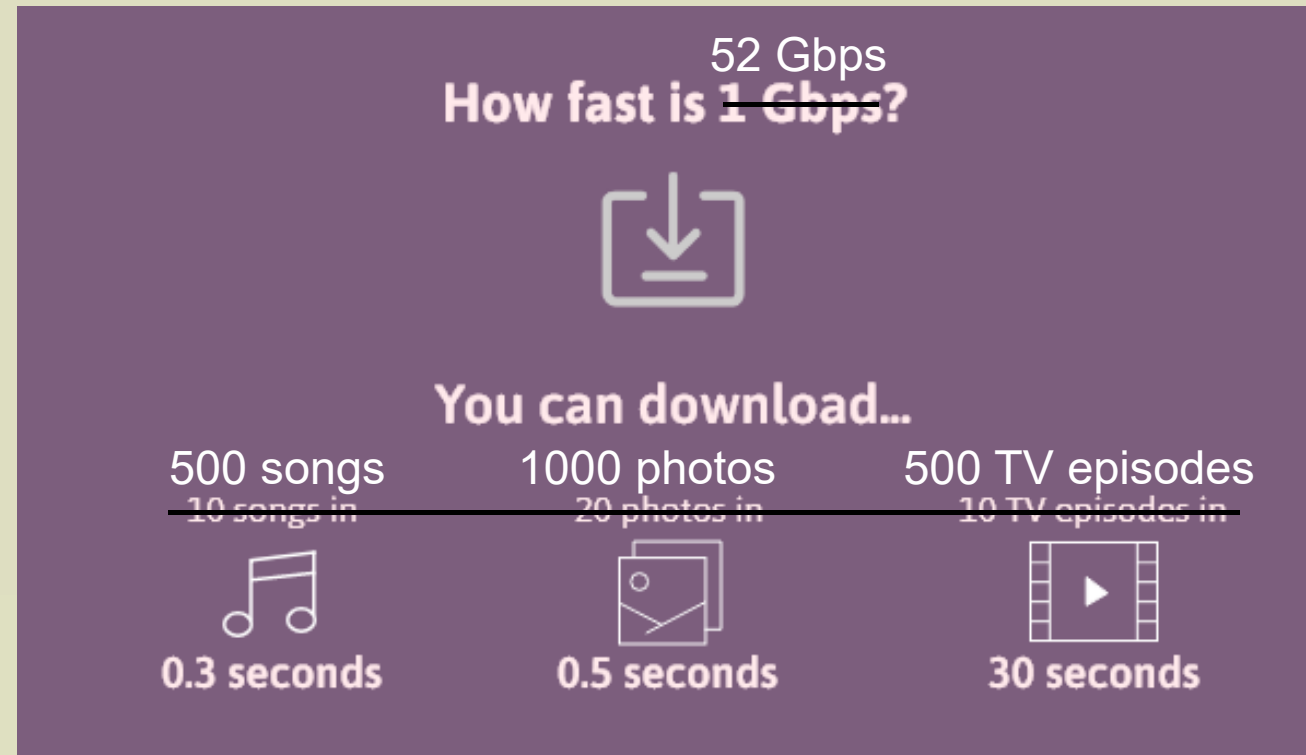 52 Gbps
How fast is 1 Gbps?
You can download...
500 songs 1000 photos 500 TV episodes
10 songs in 20 photos in 10 TV episodes in
0.3 seconds 0.5 seconds 30 seconds